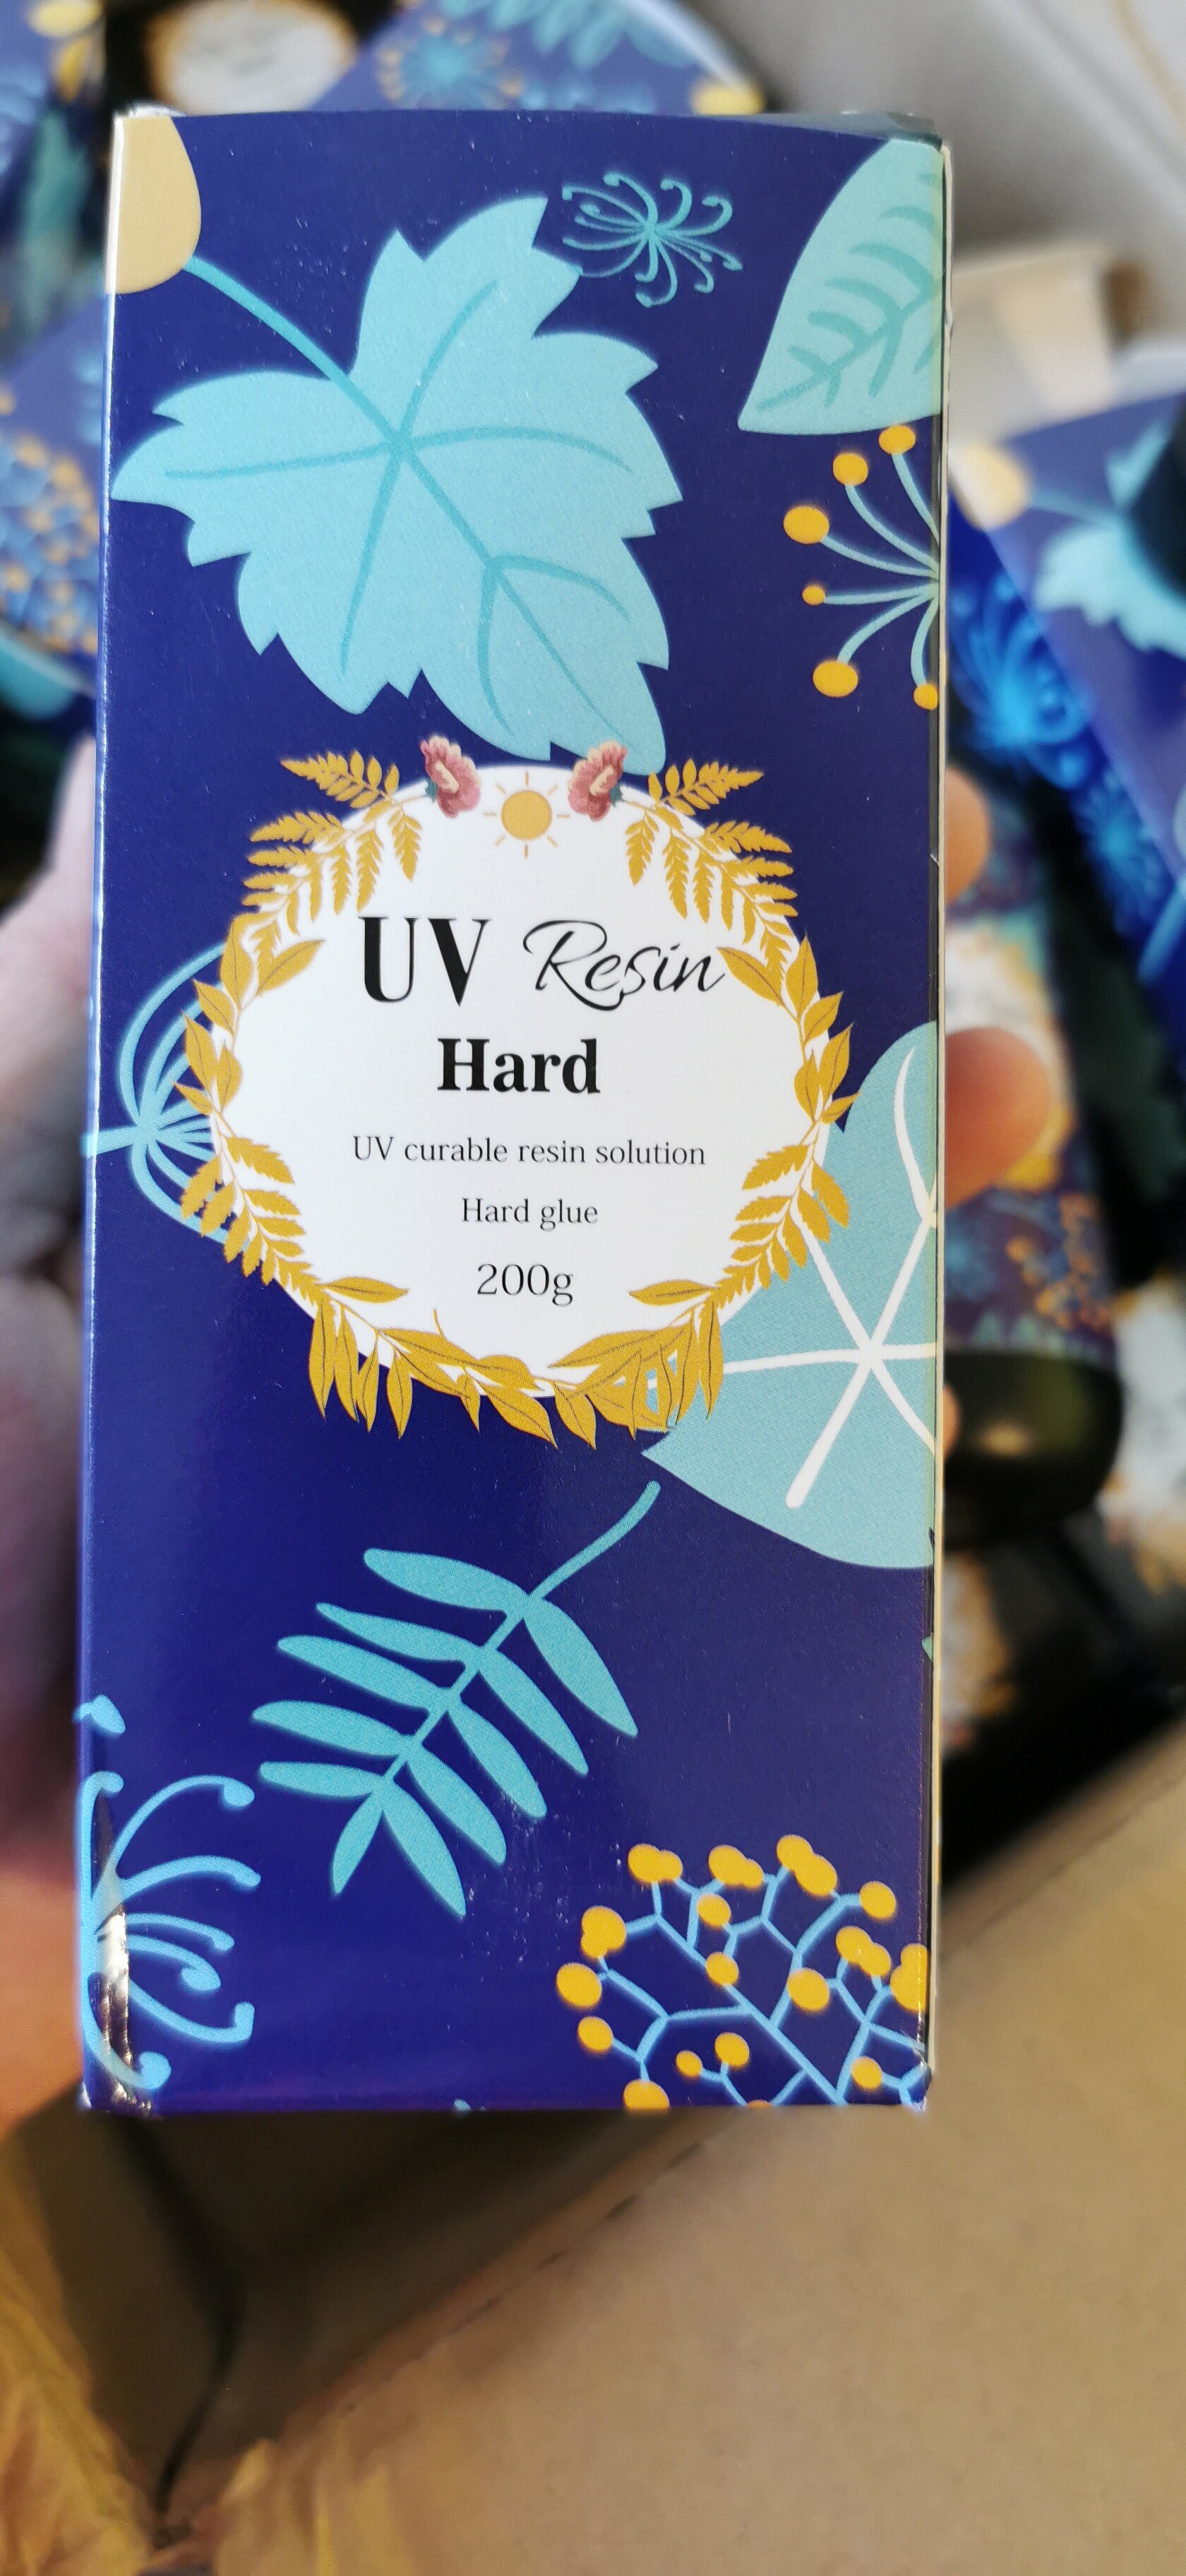 UV Resin
Hard
UV curable resin solution
Hard glue
200g